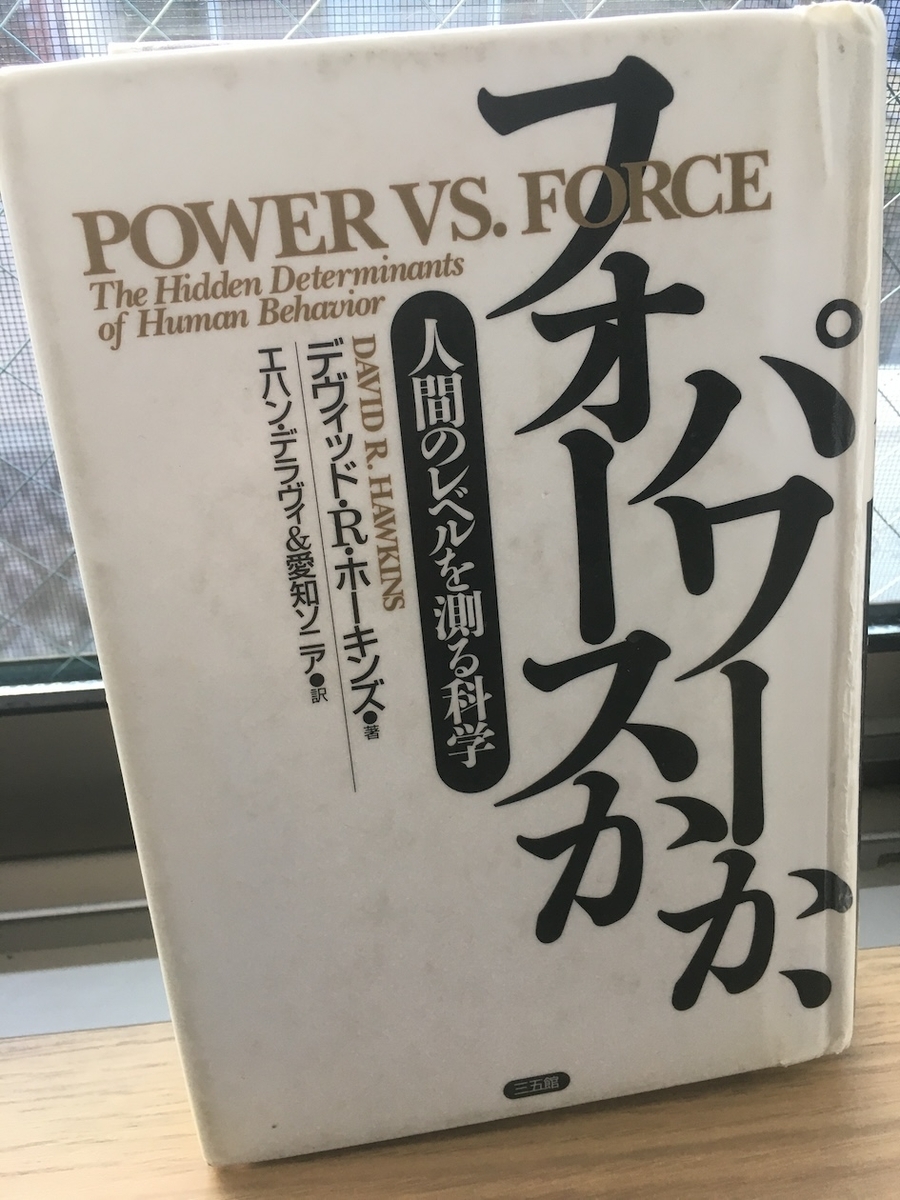 パワーか、
フォースか
POWER VS. FORCE
The Hidden Determinants
of Human Behavior
人間のレベルを測る科学
DAVID R. HAWKINS
デヴィッド・R・ホーキンズ●著
エハン・デラヴィ&愛知ソニア●訳
三五館